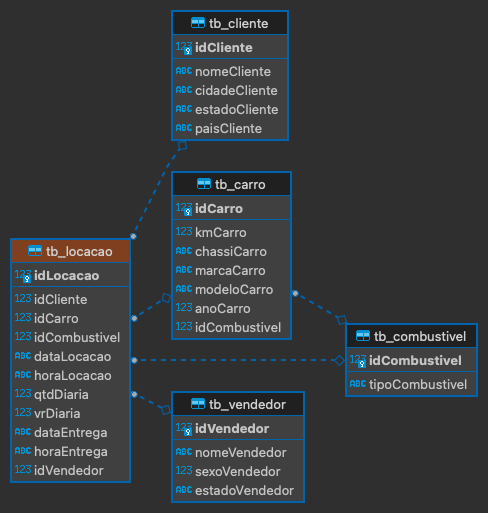 tb_cliente
123 idCliente
ABC nomeCliente
ABC cidadeCliente
ABC estadoCliente
ABC paisCliente
tb_carro
123 idCarro
123 kmCarro
ABC chassiCarro
ABC marcaCarro
ABC modeloCarro
123 anoCarro
123 idCombustivel
tb_locacao
123 idLocacao
123 idCliente
123 idCarro
123 idCombustivel
ABC dataLocacao
ABC horaLocacao
123 qtdDiaria
123 vrDiaria
ABC dataEntrega
ABC horaEntrega
123 idVendedor
tb_combustivel
123 idCombustivel
ABC tipoCombustivel
tb_vendedor
123 idVendedor
ABC nomeVendedor
123 sexoVendedor
ABC estadoVendedor